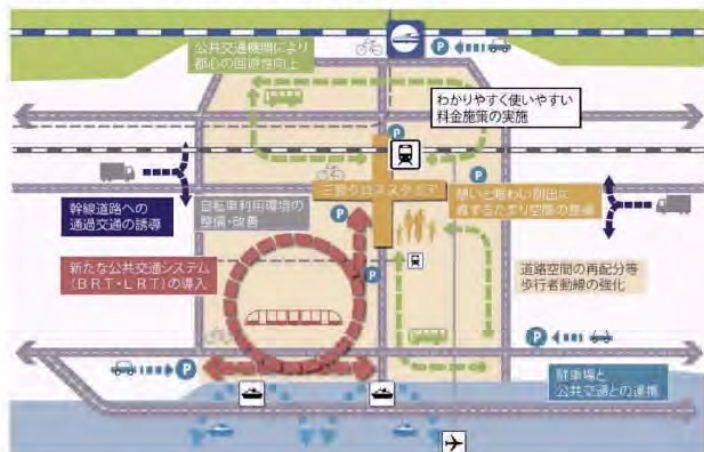 公共交通機関により
都心の回遊性向上
P
わかりやすく使いやすい
料金施策の実施
P
P
三宮クロススクエア
憩いと賑わい創出に
資するたまり空間の整備
幹線道路への
通過交通の誘導
自転車利用環境の
整備・改善
P
新たな公共交通システム
(BRT・LRT)の導入
P
道路空間の再配分等
歩行者動線の強化
P
P
駐車場と
公共交通との連携